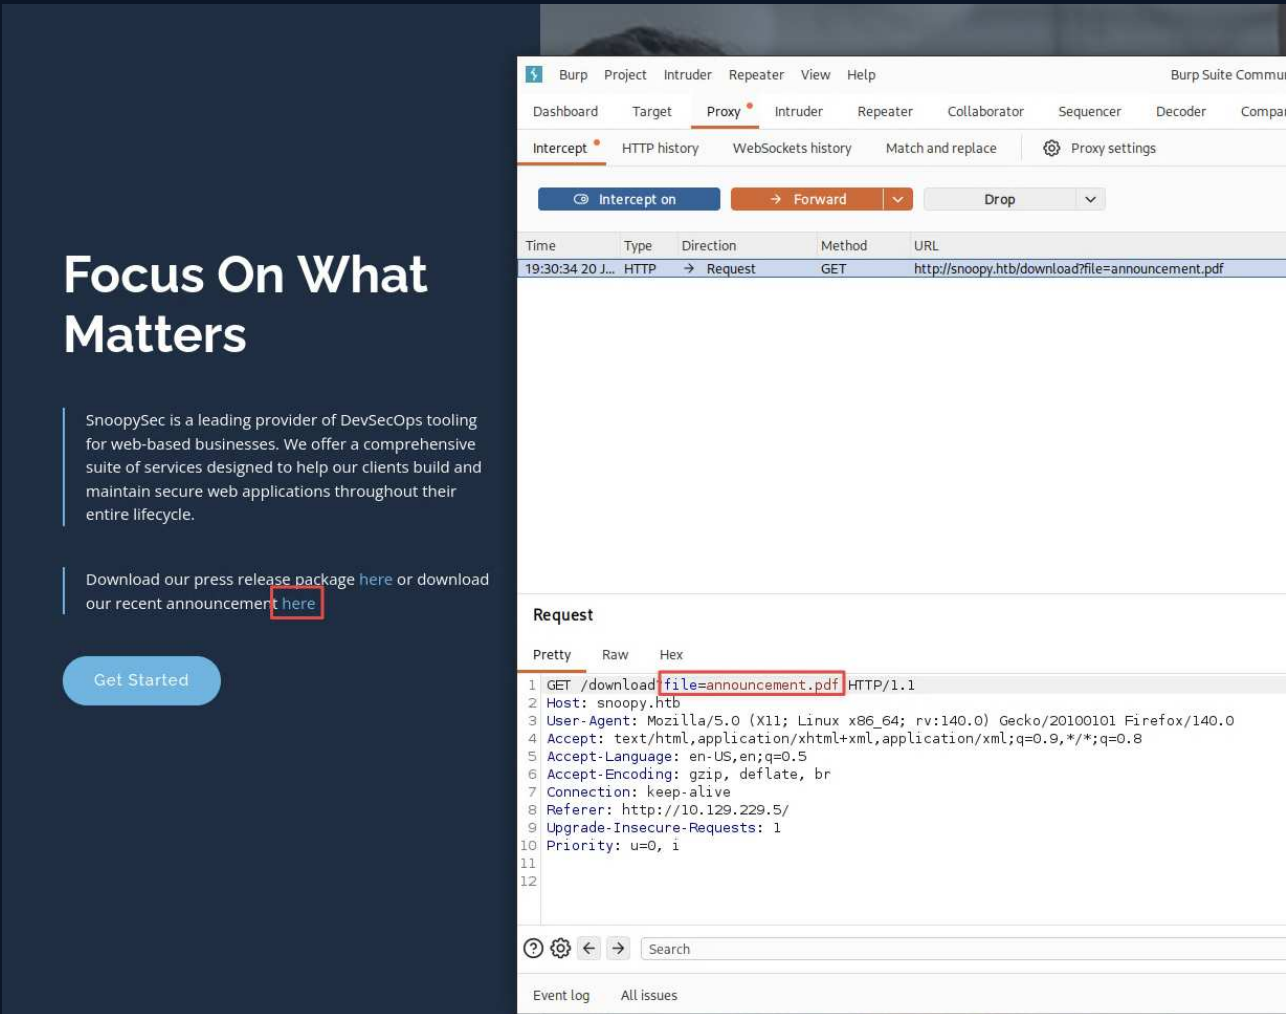 Focus On What
Matters
SnoopySec is a leading provider of DevSecOps tooling
for web-based businesses. We offer a comprehensive
suite of services designed to help our clients build and
maintain secure web applications throughout their
entire lifecycle.
Download our press release package here or download
our recent announcement here
Get Started
Burp Project Intruder Repeater View Help Burp Suite Commun
Dashboard Target Proxy Intruder Repeater Collaborator Sequencer Decoder Compar
Intercept HTTP history WebSockets history Match and replace Proxy settings
Intercept on Forward Drop
Time Type Direction Method URL
19:30:34 20 J... HTTP → Request GET http://snoopy.htb/download?file=announcement.pdf
Request
Pretty Raw Hex
1 GET /download?file=announcement.pdf HTTP/1.1
2 Host: snoopy.htb
3 User-Agent: Mozilla/5.0 (X11; Linux x86_64; rv:140.0) Gecko/20100101 Firefox/140.0
4 Accept: text/html,application/xhtml+xml,application/xml;q=0.9,*/*;q=0.8
5 Accept-Language: en-US,en;q=0.5
6 Accept-Encoding: gzip, deflate, br
7 Connection: keep-alive
8 Referer: http://10.129.229.5/
9 Upgrade-Insecure-Requests: 1
10 Priority: u=0, i
11
12
Search
Event log All issues